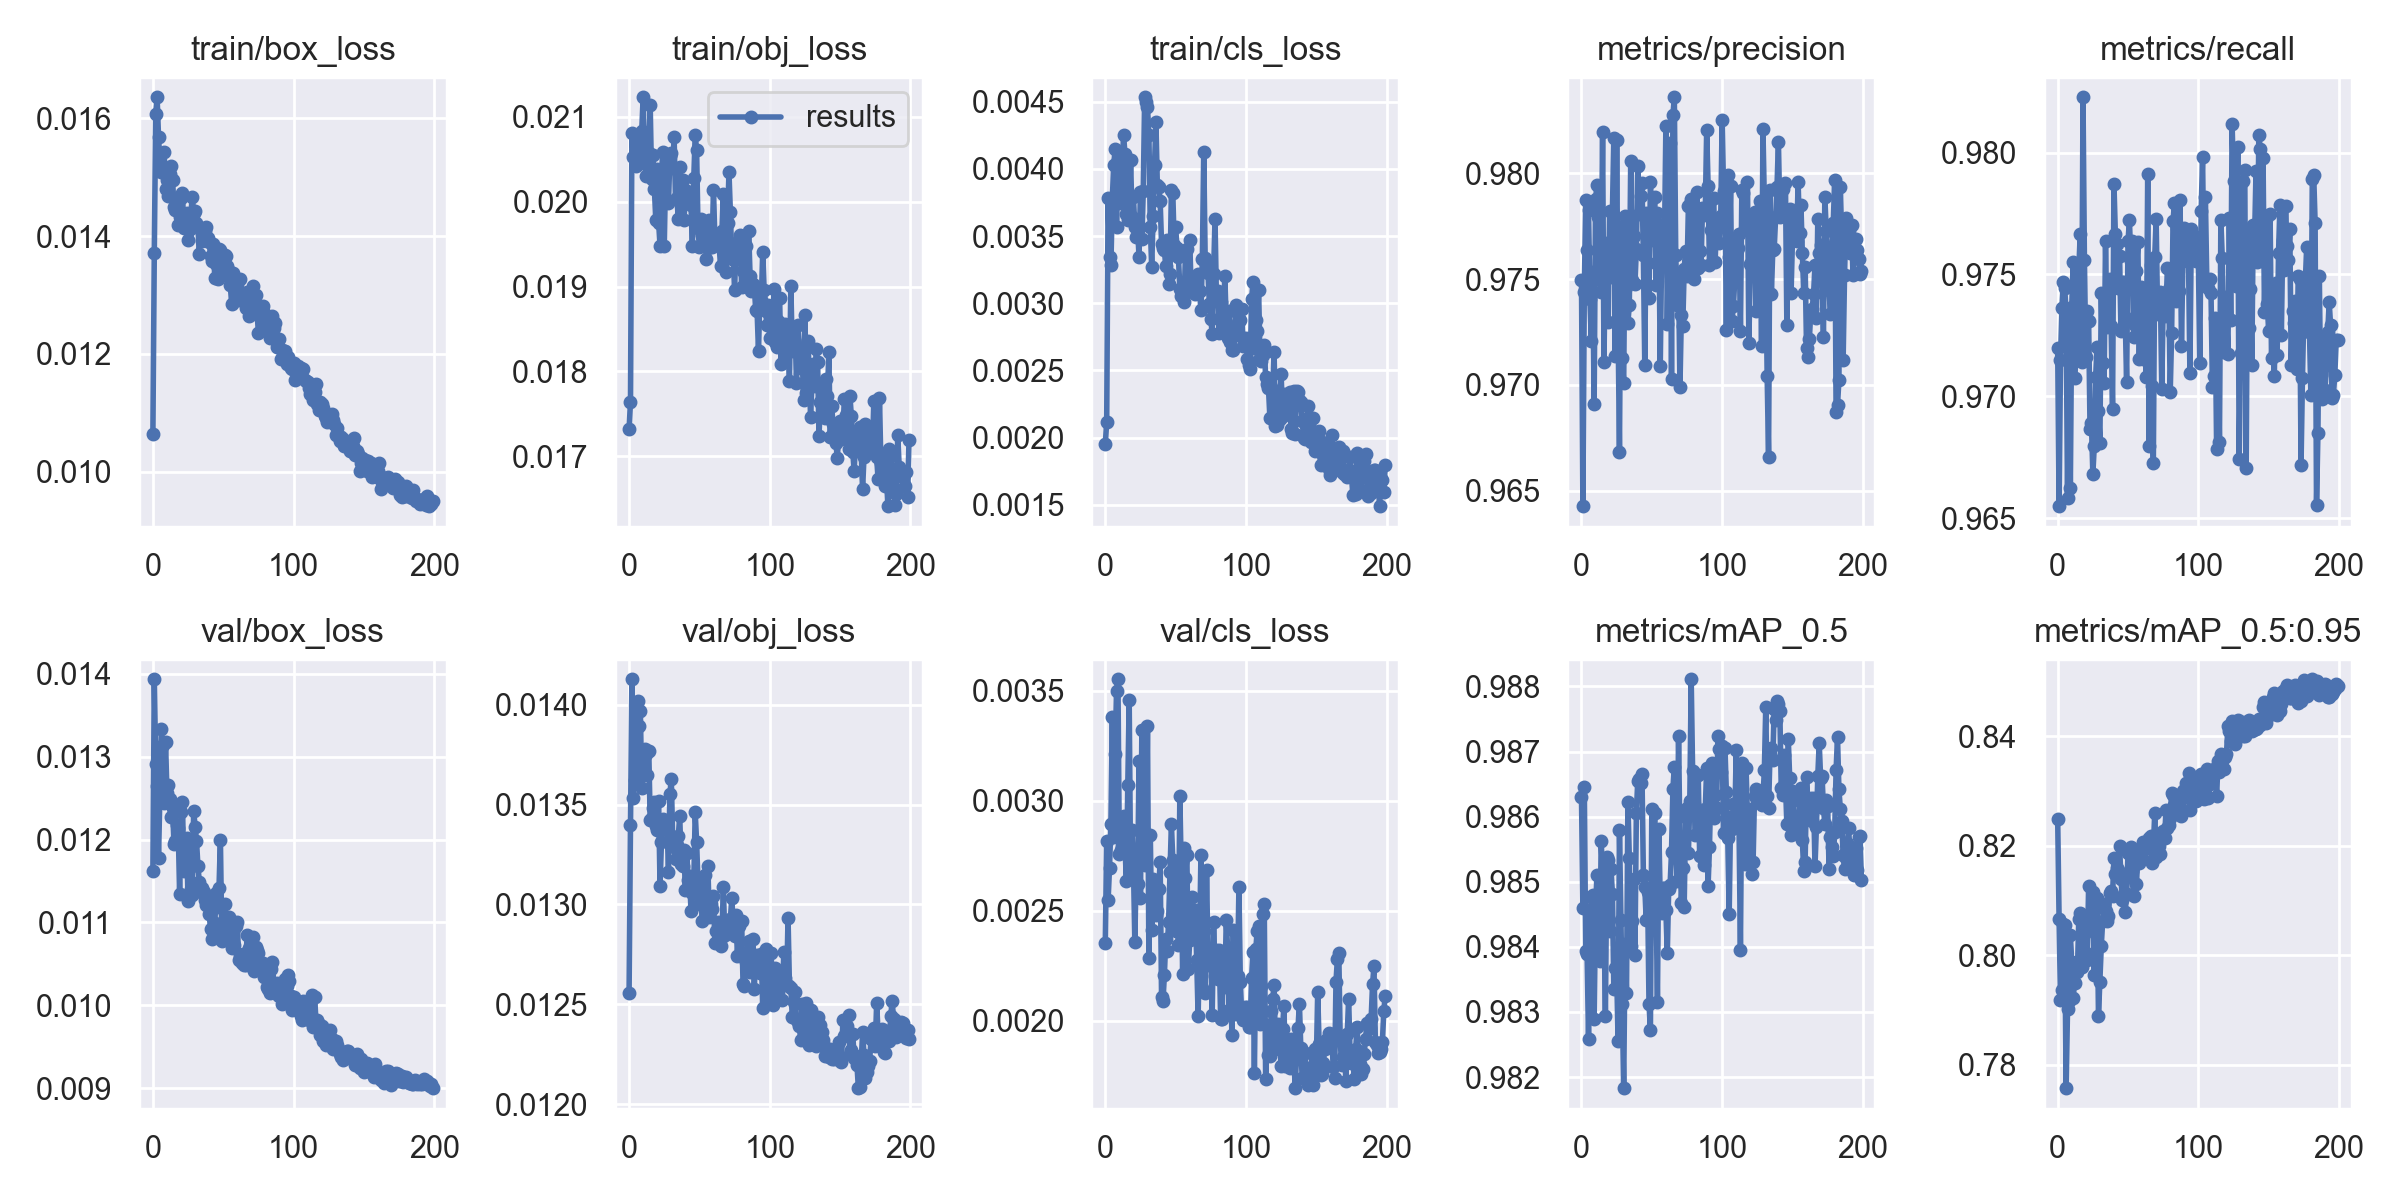 train/box_loss
0.016
0.014
0.012
0.010
0 100 200
train/obj_loss
results
0.021
0.020
0.019
0.018
0.017
0 100 200
train/cls_loss
0.0045
0.0040
0.0035
0.0030
0.0025
0.0020
0.0015
0 100 200
metrics/precision
0.980
0.975
0.970
0.965
0 100 200
metrics/recall
0.980
0.975
0.970
0.965
0 100 200
val/box_loss
0.014
0.013
0.012
0.011
0.010
0.009
0 100 200
val/obj_loss
0.0140
0.0135
0.0130
0.0125
0.0120
0 100 200
val/cls_loss
0.0035
0.0030
0.0025
0.0020
0 100 200
metrics/mAP_0.5
0.988
0.987
0.986
0.985
0.984
0.983
0.982
0 100 200
metrics/mAP_0.5:0.95
0.84
0.82
0.80
0.78
0 100 200